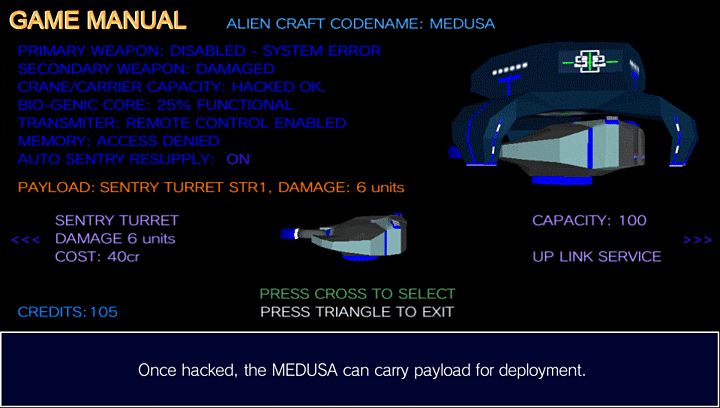 GAME MANUAL
ALIEN CRAFT CODENAME: MEDUSA
PRIMARY WEAPON: DISABLED - SYSTEM ERROR
SECONDARY WEAPON: DAMAGED
CRANE/CARRIER CAPACITY: HACKED OK.
BIO-GENIC CORE: 25% FUNCTIONAL
TRANSMITER: REMOTE CONTROL ENABLED
MEMORY: ACCESS DENIED
AUTO SENTRY RESUPPLY: ON
PAYLOAD: SENTRY TURRET STR1, DAMAGE: 6 units
SENTRY TURRET
CAPACITY: 100
<<< DAMAGE 6 units
>>>
COST: 40cr
UP LINK SERVICE
PRESS CROSS TO SELECT
CREDITS: 105
PRESS TRIANGLE TO EXIT
Once hacked, the MEDUSA can carry payload for deployment.